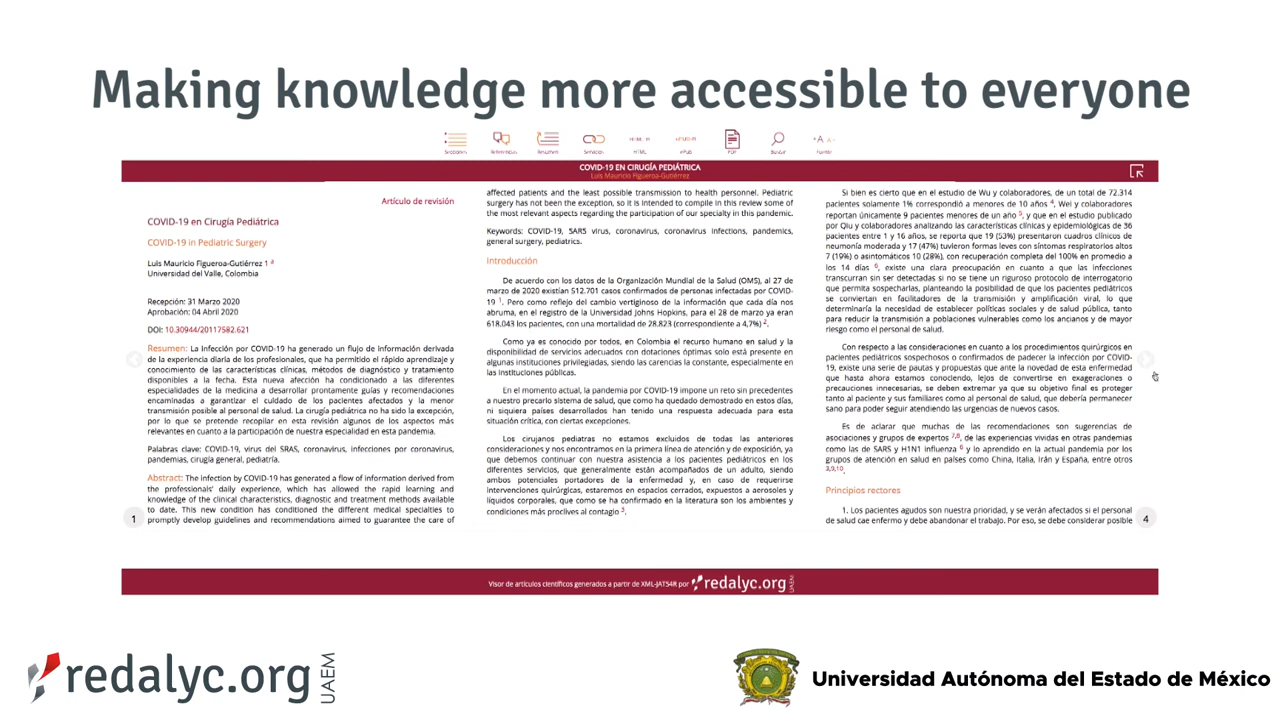 Making knowledge more accessible to everyone
Secciones
Referencias
Resumen
Servicios
HTML
ePub
PDF
Buscar
Fuente
COVID-19 EN CIRUGÍA PEDIÁTRICA
Luis Mauricio Figueroa-Gutiérrez
Artículo de revisión
COVID-19 en Cirugía Pediátrica
COVID-19 in Pediatric Surgery
Luis Mauricio Figueroa-Gutiérrez 1 a
Universidad del Valle, Colombia
Recepción: 31 Marzo 2020
Aprobación: 04 Abril 2020
DOI: 10.30944/20117582.621
Resumen: La infección por COVID-19 ha generado un flujo de información derivada
de la experiencia diaria de los profesionales, que ha permitido el rápido aprendizaje y
conocimiento de las características clínicas, métodos de diagnóstico y tratamiento
disponibles a la fecha. Esta nueva afección ha condicionado a las diferentes
especialidades de la medicina a desarrollar prontamente guías y recomendaciones
encaminadas a garantizar el cuidado de los pacientes afectados y la menor
transmisión posible al personal de salud. La cirugía pediátrica no ha sido la excepción,
por lo que se pretende recopilar en esta revisión algunos de los aspectos más
relevantes en cuanto a la participación de nuestra especialidad en esta pandemia.
Palabras clave: COVID-19, virus del SRAS, coronavirus, infecciones por coronavirus,
pandemias, cirugía general, pediatría.
Abstract: The infection by COVID-19 has generated a flow of information derived from
the professionals' daily experience, which has allowed the rapid learning and
knowledge of the clinical characteristics, diagnostic and treatment methods available
to date. This new condition has conditioned the different medical specialties to
promptly develop guidelines and recommendations aimed to guarantee the care of
1
affected patients and the least possible transmission to health personnel. Pediatric
surgery has not been the exception, so it is intended to compile in this review some of
the most relevant aspects regarding the participation of our specialty in this pandemic.
Keywords: COVID-19, SARS virus, coronavirus, coronavirus infections, pandemics,
general surgery, pediatrics.
Introducción
De acuerdo con los datos de la Organización Mundial de la Salud (OMS), al 27 de
marzo de 2020 existían 512.701 casos confirmados de personas infectadas por COVID-
19 1. Pero como reflejo del cambio vertiginoso de la información que cada día nos
abruma, en el registro de la Universidad Johns Hopkins, para el 28 de marzo ya eran
618.043 los pacientes, con una mortalidad de 28.823 (correspondiente a 4,7%) 2.
Como ya es conocido por todos, en Colombia el recurso humano en salud y la
disponibilidad de servicios adecuados con dotaciones óptimas solo está presente en
algunas instituciones privilegiadas, siendo las carencias la constante, especialmente en
las instituciones públicas.
En el momento actual, la pandemia por COVID-19 impone un reto sin precedentes
a nuestro precario sistema de salud, que como ha quedado demostrado en estos días,
ni siquiera países desarrollados han tenido una respuesta adecuada para esta
situación crítica, con ciertas excepciones.
Los cirujanos pediatras no estamos excluidos de todas las anteriores
consideraciones y nos encontramos en la primera línea de atención y de exposición, ya
que debemos continuar con nuestra asistencia a los pacientes pediátricos en los
diferentes servicios, que generalmente están acompañados de un adulto, siendo
ambos potenciales portadores de la enfermedad y, en caso de requerirse
intervenciones quirúrgicas, estaremos en espacios cerrados, expuestos a aerosoles y
líquidos corporales, que como se ha confirmado en la literatura son los ambientes y
condiciones más proclives al contagio 3.
Si bien es cierto que en el estudio de Wu y colaboradores, de un total de 72.314
pacientes solamente 1% correspondió a menores de 10 años 4, Wei y colaboradores
reportan únicamente 9 pacientes menores de un año 5, y que en el estudio publicado
por Qiu y colaboradores analizando las características clínicas y epidemiológicas de 36
pacientes entre 1 y 16 años, se reporta que 19 (53%) presentaron cuadros clínicos de
neumonía moderada y 17 (47%) tuvieron formas leves con síntomas respiratorios altos
7 (19%) o asintomáticos 10 (28%), con recuperación completa del 100% en promedio a
los 14 días 6, existe una clara preocupación en cuanto a que las infecciones
transcurran sin ser detectadas si no se tiene un riguroso protocolo de interrogatorio
que permita sospecharlas, planteando la posibilidad de que los pacientes pediátricos
se conviertan en facilitadores de la transmisión y amplificación viral, lo que
determinaría la necesidad de establecer políticas sociales y de salud pública, tanto
para reducir la transmisión a poblaciones vulnerables como los ancianos y de mayor
riesgo como el personal de salud.
Con respecto a las consideraciones en cuanto a los procedimientos quirúrgicos en
pacientes pediátricos sospechosos o confirmados de padecer la infección por COVID-
19, existe una serie de pautas y propuestas que ante la novedad de esta enfermedad
que hasta ahora estamos conociendo, lejos de convertirse en exageraciones o
precauciones innecesarias, se deben extremar ya que su objetivo final es proteger
tanto al paciente y sus familiares como al personal de salud, que debería permanecer
sano para poder seguir atendiendo las urgencias de nuevos casos.
Es de aclarar que muchas de las recomendaciones son sugerencias de
asociaciones y grupos de expertos 7,8, de las experiencias vividas en otras pandemias
como las de SARS y H1N1 influenza 6 y lo aprendido en la actual pandemia por los
grupos de atención en salud en países como China, Italia, Irán y España, entre otros
3,9,10.
Principios rectores
1. Los pacientes agudos son nuestra prioridad, y se verán afectados si el personal
de salud cae enfermo y debe abandonar el trabajo. Por eso, se debe considerar posible
4
Visor de artículos científicos generados a partir de XML-JATS4R por redalyc.org UAEM
redalyc.org UAEM
Universidad Autónoma del Estado de México